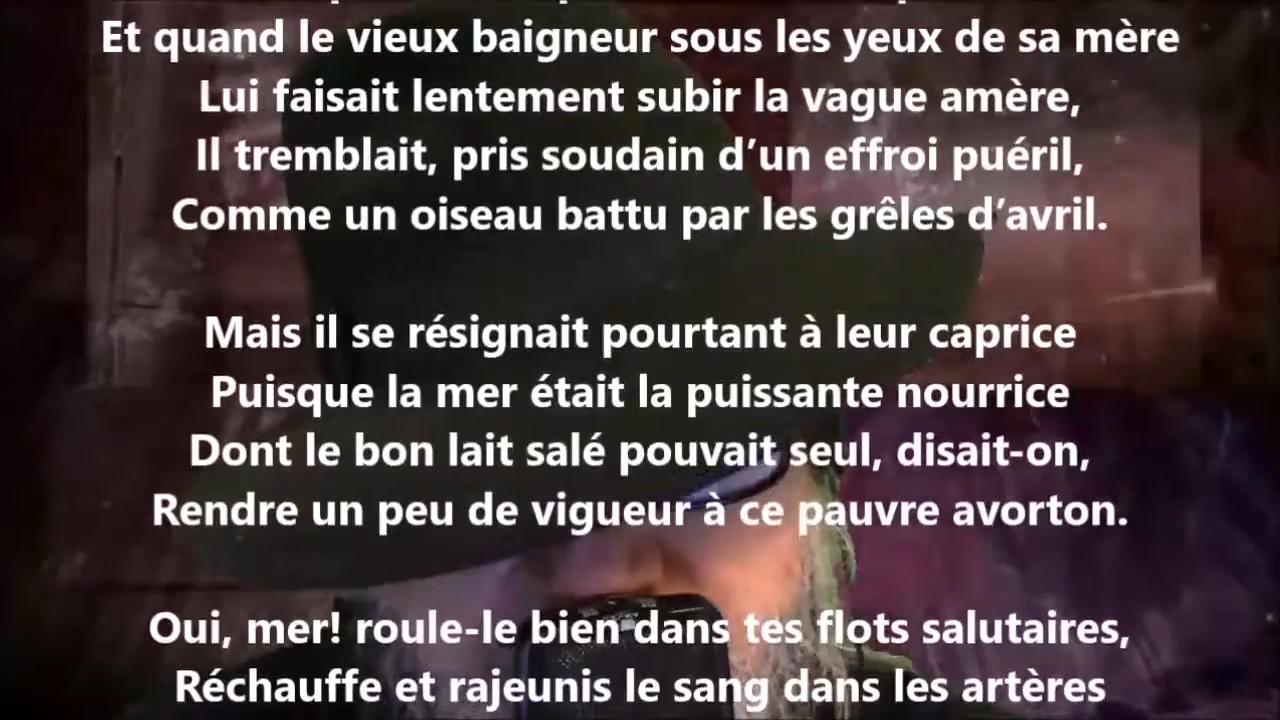 Et quand le vieux baigneur sous les yeux de sa mère
Lui faisait lentement subir la vague amère,
Il tremblait, pris soudain d’un effroi puéril,
Comme un oiseau battu par les grêles d’avril.
Mais il se résignait pourtant à leur caprice
Puisque la mer était la puissante nourrice
Dont le bon lait salé pouvait seul, disait-on,
Rendre un peu de vigueur à ce pauvre avorton.
Oui, mer! roule-le bien dans tes flots salutaires,
Réchauffe et rajeunis le sang dans les artères